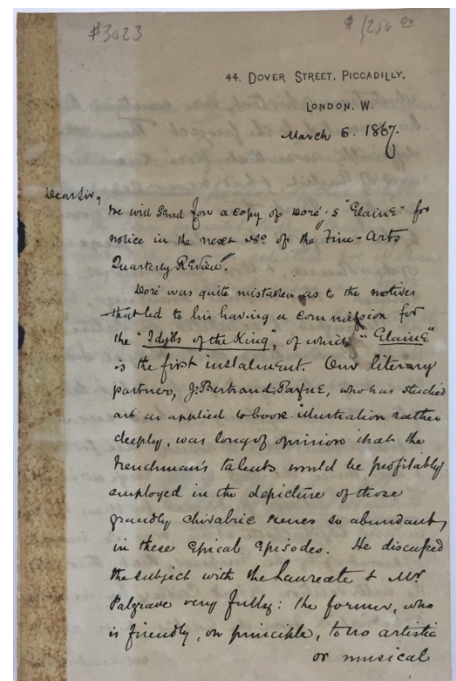 #3023
$1,250.00
44. DOVER STREET, PICCADILLY,
LONDON. W.
March 6. 1867.
Dear Sir,
We will send for a copy of Doré's "Elaine" for
notice in the next No. of the "Fine-Arts
Quarterly Review".
Doré was quite mistaken as to the motives
that led to his having a commission for
the "Idylls of the King", of which "Elaine"
is the first instalment. Our literary
partner, J. Bertrand Payne, who has studied
art as applied to book illustration rather
deeply, was long of opinion that the
Frenchman's talents would be profitably
employed in the depicture of those
grandly chivalric scenes so abundant
in these Epical Episodes. He discussed
the subject with the Laureate & Mr
Palgrave very fully: the former, who
is friendly, on principle, to no artistic
or musical